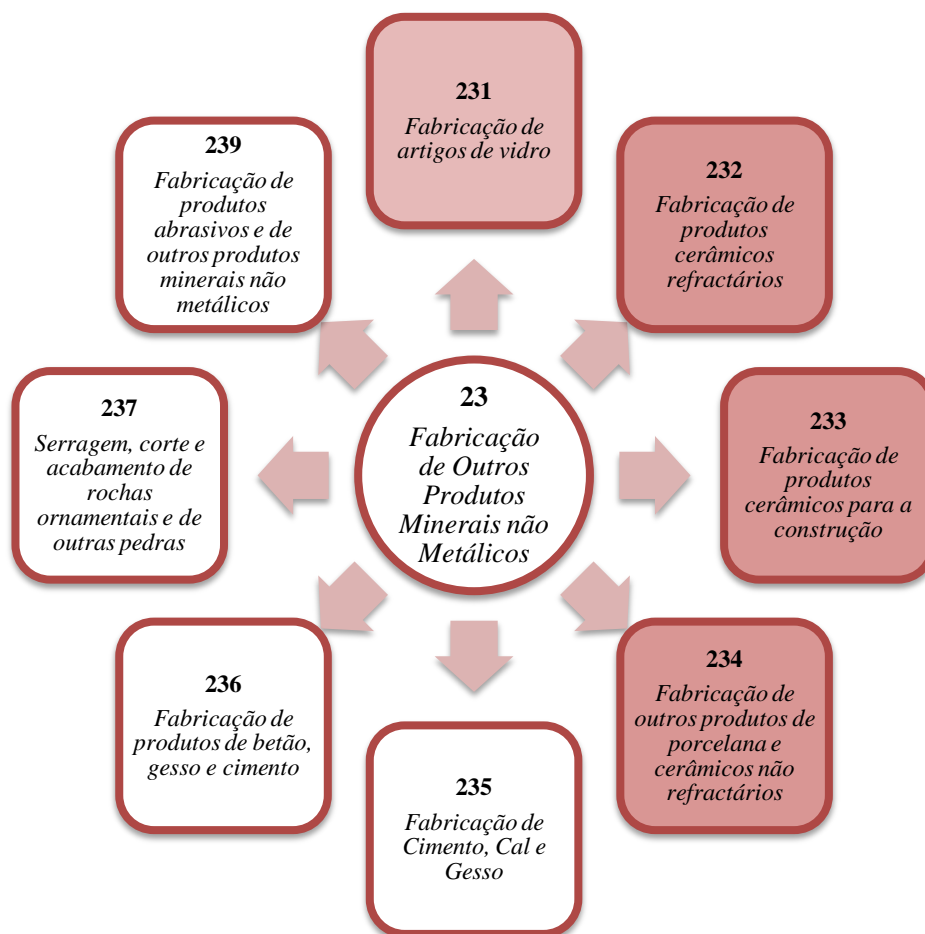 231
Fabricação de
artigos de vidro
232
Fabricação de
produtos
cerâmicos
refractários
233
Fabricação de
produtos
cerâmicos para a
construção
234
Fabricação de
outros produtos de
porcelana e
cerâmicos não
refractários
235
Fabricação de
Cimento, Cal e
Gesso
236
Fabricação de
produtos de betão,
gesso e cimento
237
Serragem, corte e
acabamento de
rochas
ornamentais e de
outras pedras
239
Fabricação de
produtos
abrasivos e de
outros produtos
minerais não
metálicos
23
Fabricação
de Outros
Produtos
Minerais não
Metálicos